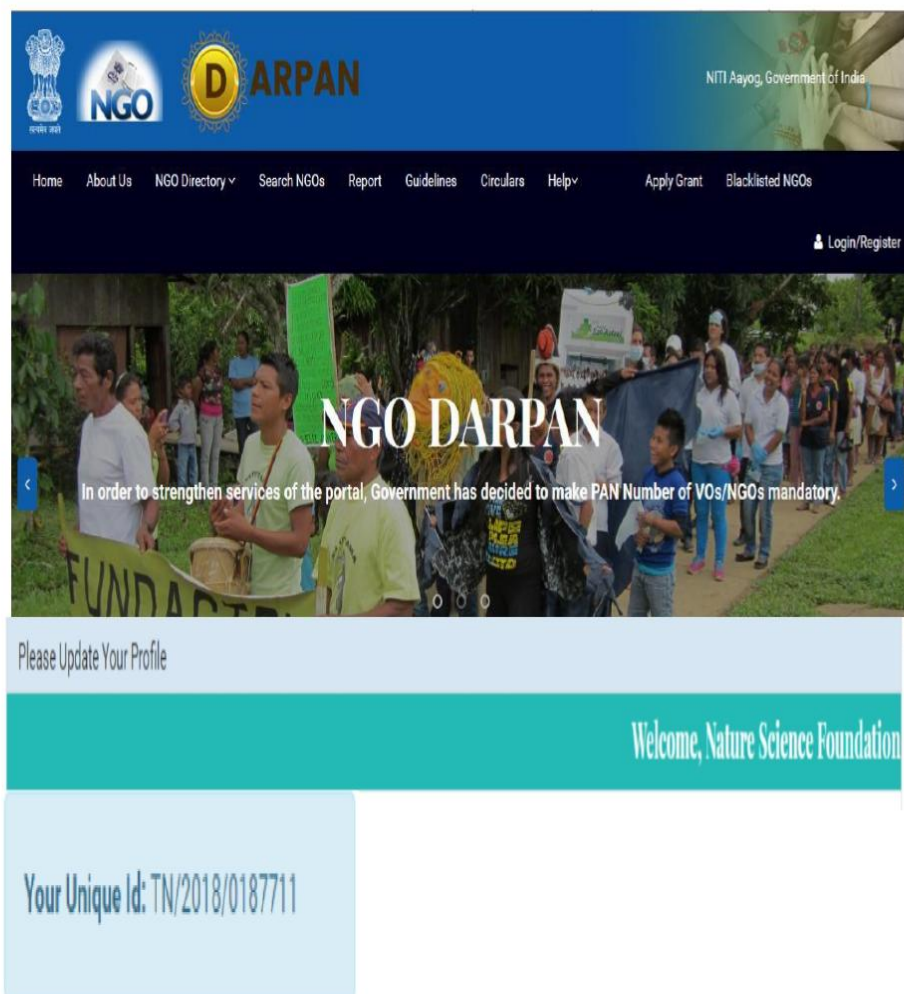 सत्यमेव जयते
NGO
DARPAN
NITI Aayog, Government of India
Home About Us NGO Directory Search NGOs Report Guidelines Circulars Help Apply Grant Blacklisted NGOs
Login/Register
NGO DARPAN
In order to strengthen services of the portal, Government has decided to make PAN Number of VOs/NGOs mandatory.
Please Update Your Profile
Welcome, Nature Science Foundation
Your Unique Id: TN/2018/0187711